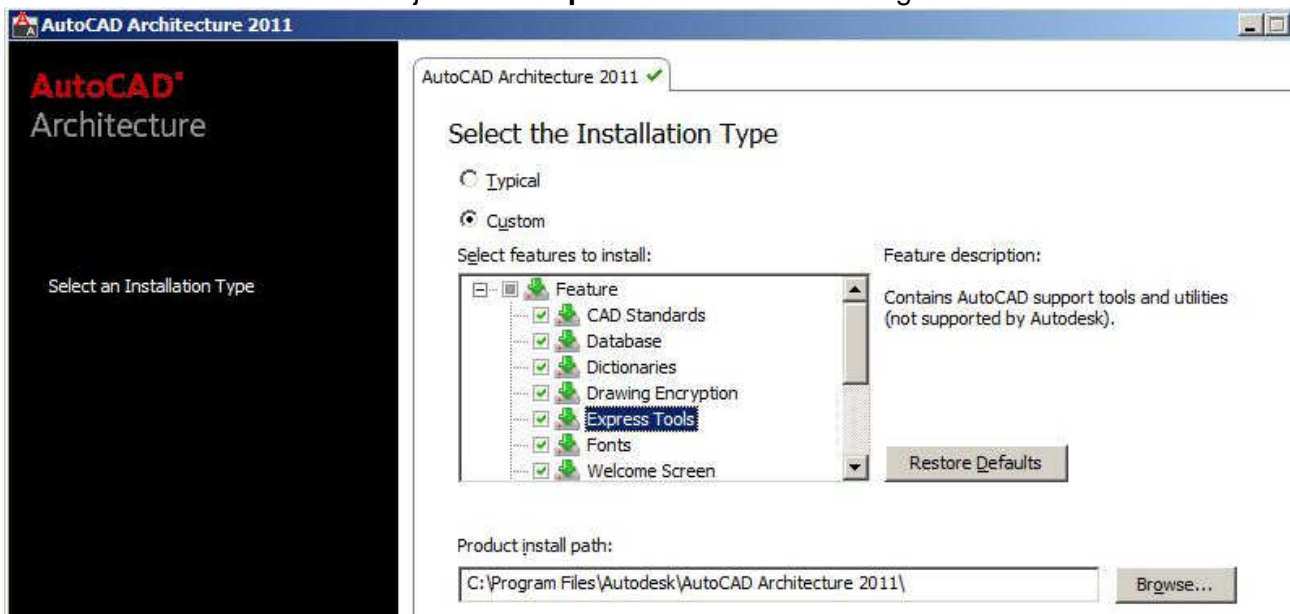 AutoCAD Architecture 2011
AutoCAD®
Architecture
Select an Installation Type
AutoCAD Architecture 2011
Select the Installation Type
Typical
Custom
Select features to install:
Feature
CAD Standards
Database
Dictionaries
Drawing Encryption
Express Tools
Fonts
Welcome Screen
Feature description:
Contains AutoCAD support tools and utilities
(not supported by Autodesk).
Restore Defaults
Product install path:
C:\Program Files\Autodesk\AutoCAD Architecture 2011\
Browse...